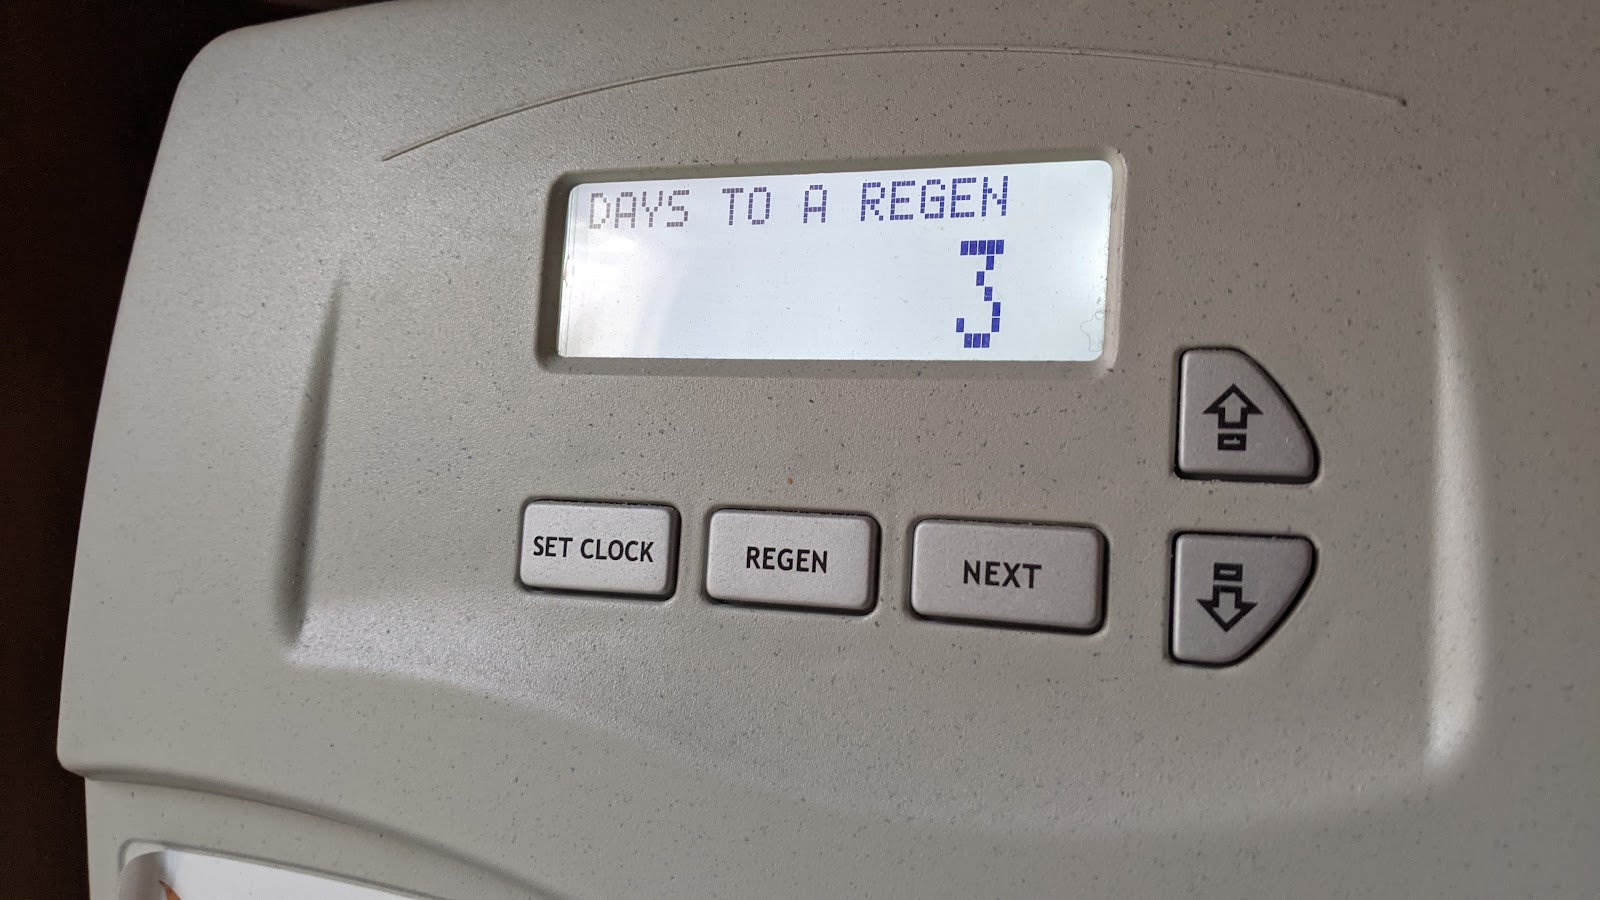 DAYS TO A REGEN
3
SET CLOCK
REGEN
NEXT